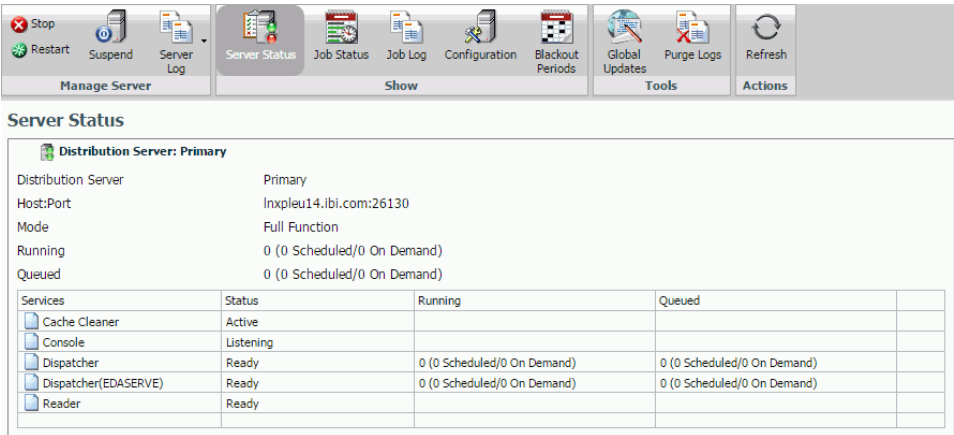 Stop
Restart
Suspend
Server Log
Manage Server
Server Status
Job Status
Job Log
Configuration
Blackout Periods
Show
Global Updates
Purge Logs
Tools
Refresh
Actions
Server Status
Distribution Server: Primary
Distribution Server Primary
Host:Port lnxpleu14.ibi.com:26130
Mode Full Function
Running 0 (0 Scheduled/0 On Demand)
Queued 0 (0 Scheduled/0 On Demand)
Services Status Running Queued
Cache Cleaner Active
Console Listening
Dispatcher Ready 0 (0 Scheduled/0 On Demand) 0 (0 Scheduled/0 On Demand)
Dispatcher(EDASERVE) Ready 0 (0 Scheduled/0 On Demand) 0 (0 Scheduled/0 On Demand)
Reader Ready